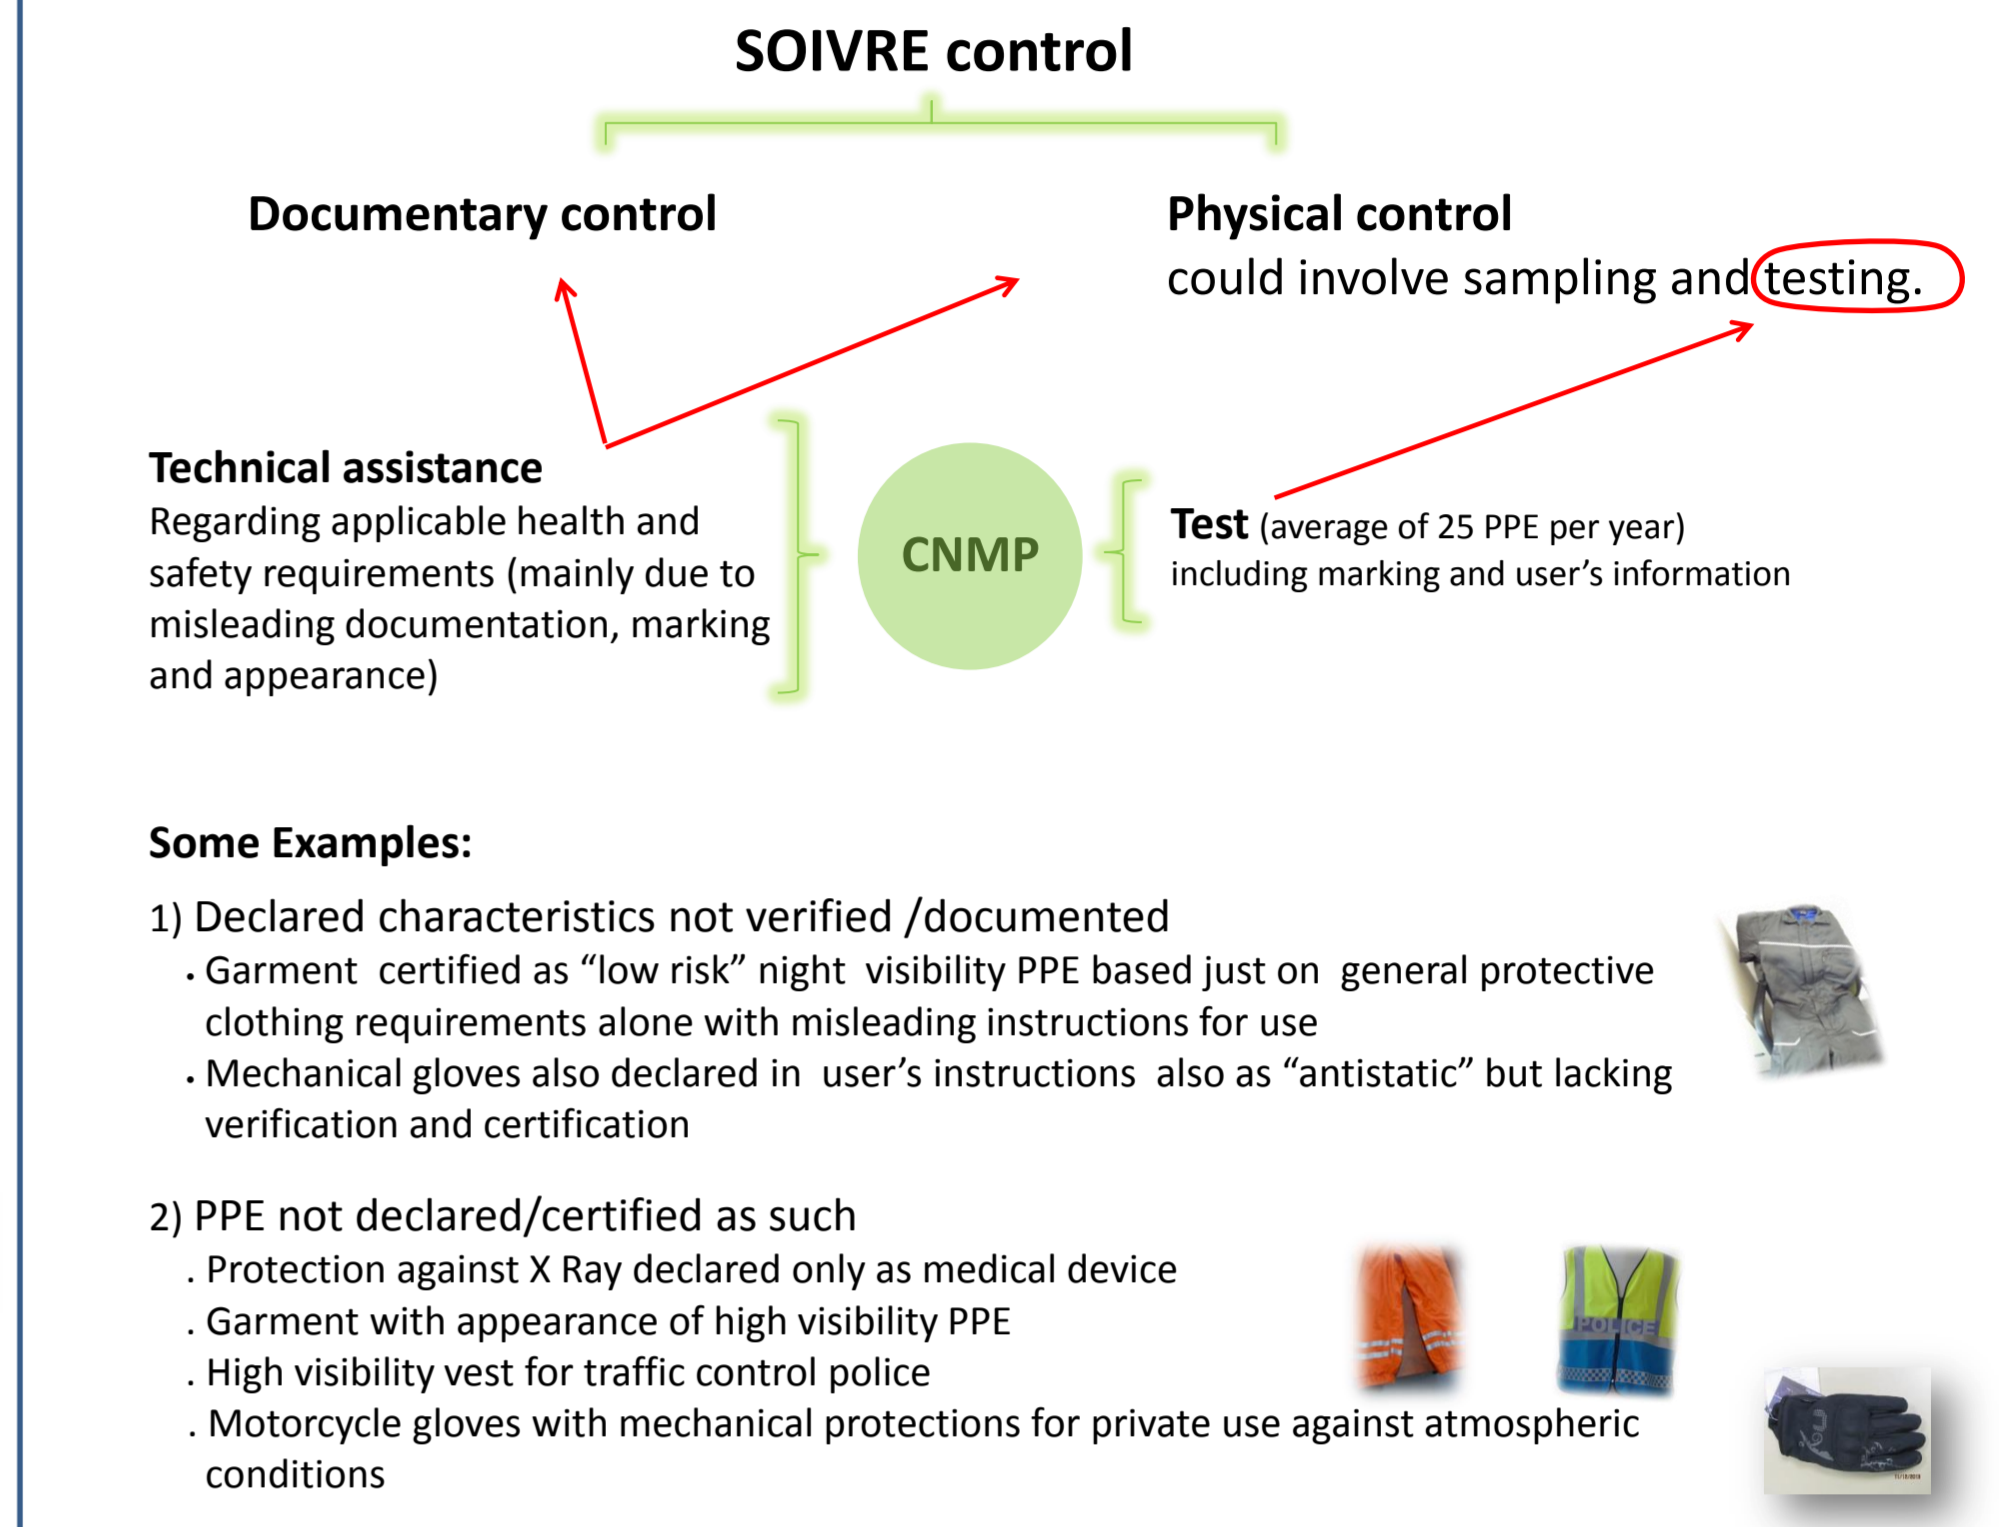 SOIVRE control
Documentary control
Physical control
could involve sampling and testing.
Technical assistance
Regarding applicable health and
safety requirements (mainly due to
misleading documentation, marking
and appearance)
CNMP
Test (average of 25 PPE per year)
including marking and user’s information
Some Examples:
1) Declared characteristics not verified /documented
• Garment certified as “low risk” night visibility PPE based just on general protective
clothing requirements alone with misleading instructions for use
• Mechanical gloves also declared in user’s instructions also as “antistatic” but lacking
verification and certification
2) PPE not declared/certified as such
. Protection against X Ray declared only as medical device
. Garment with appearance of high visibility PPE
. High visibility vest for traffic control police
. Motorcycle gloves with mechanical protections for private use against atmospheric
conditions
POLICE